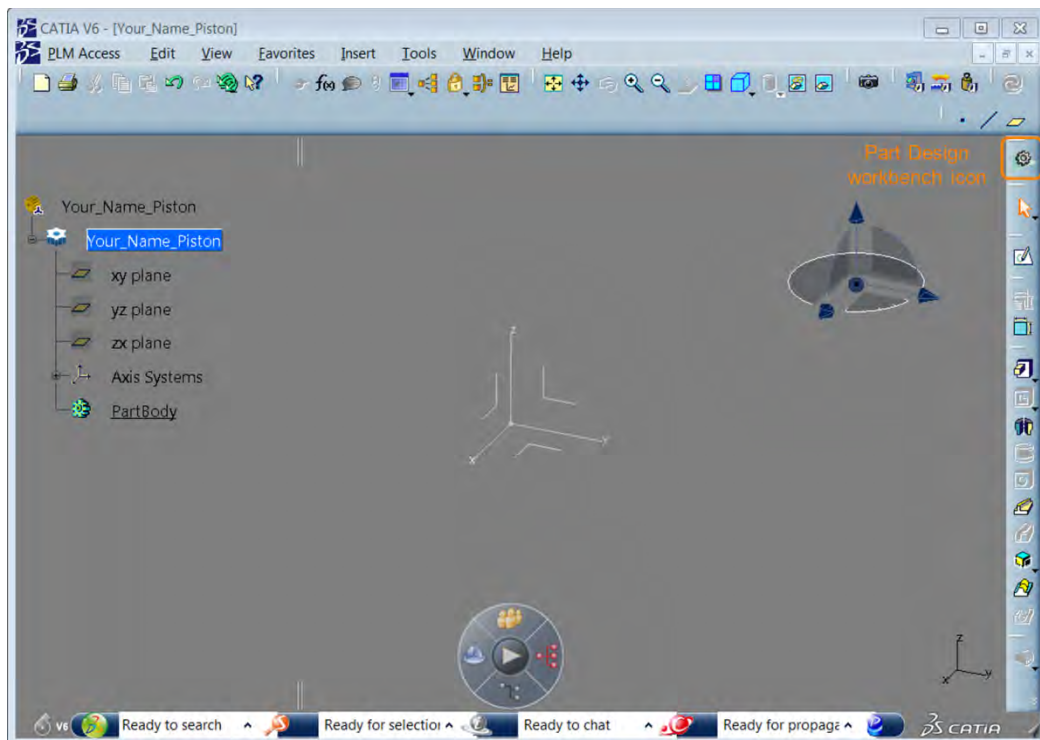 CATIA V6 - [Your_Name_Piston]
PLM Access Edit View Favorites Insert Tools Window Help
f(x)
Part Design
workbench icon
Your_Name_Piston
Your_Name_Piston
xy plane
yz plane
zx plane
Axis Systems
PartBody
z
y
x
z
y
x
V6 Ready to search Ready for selection Ready to chat Ready for propaga CATIA